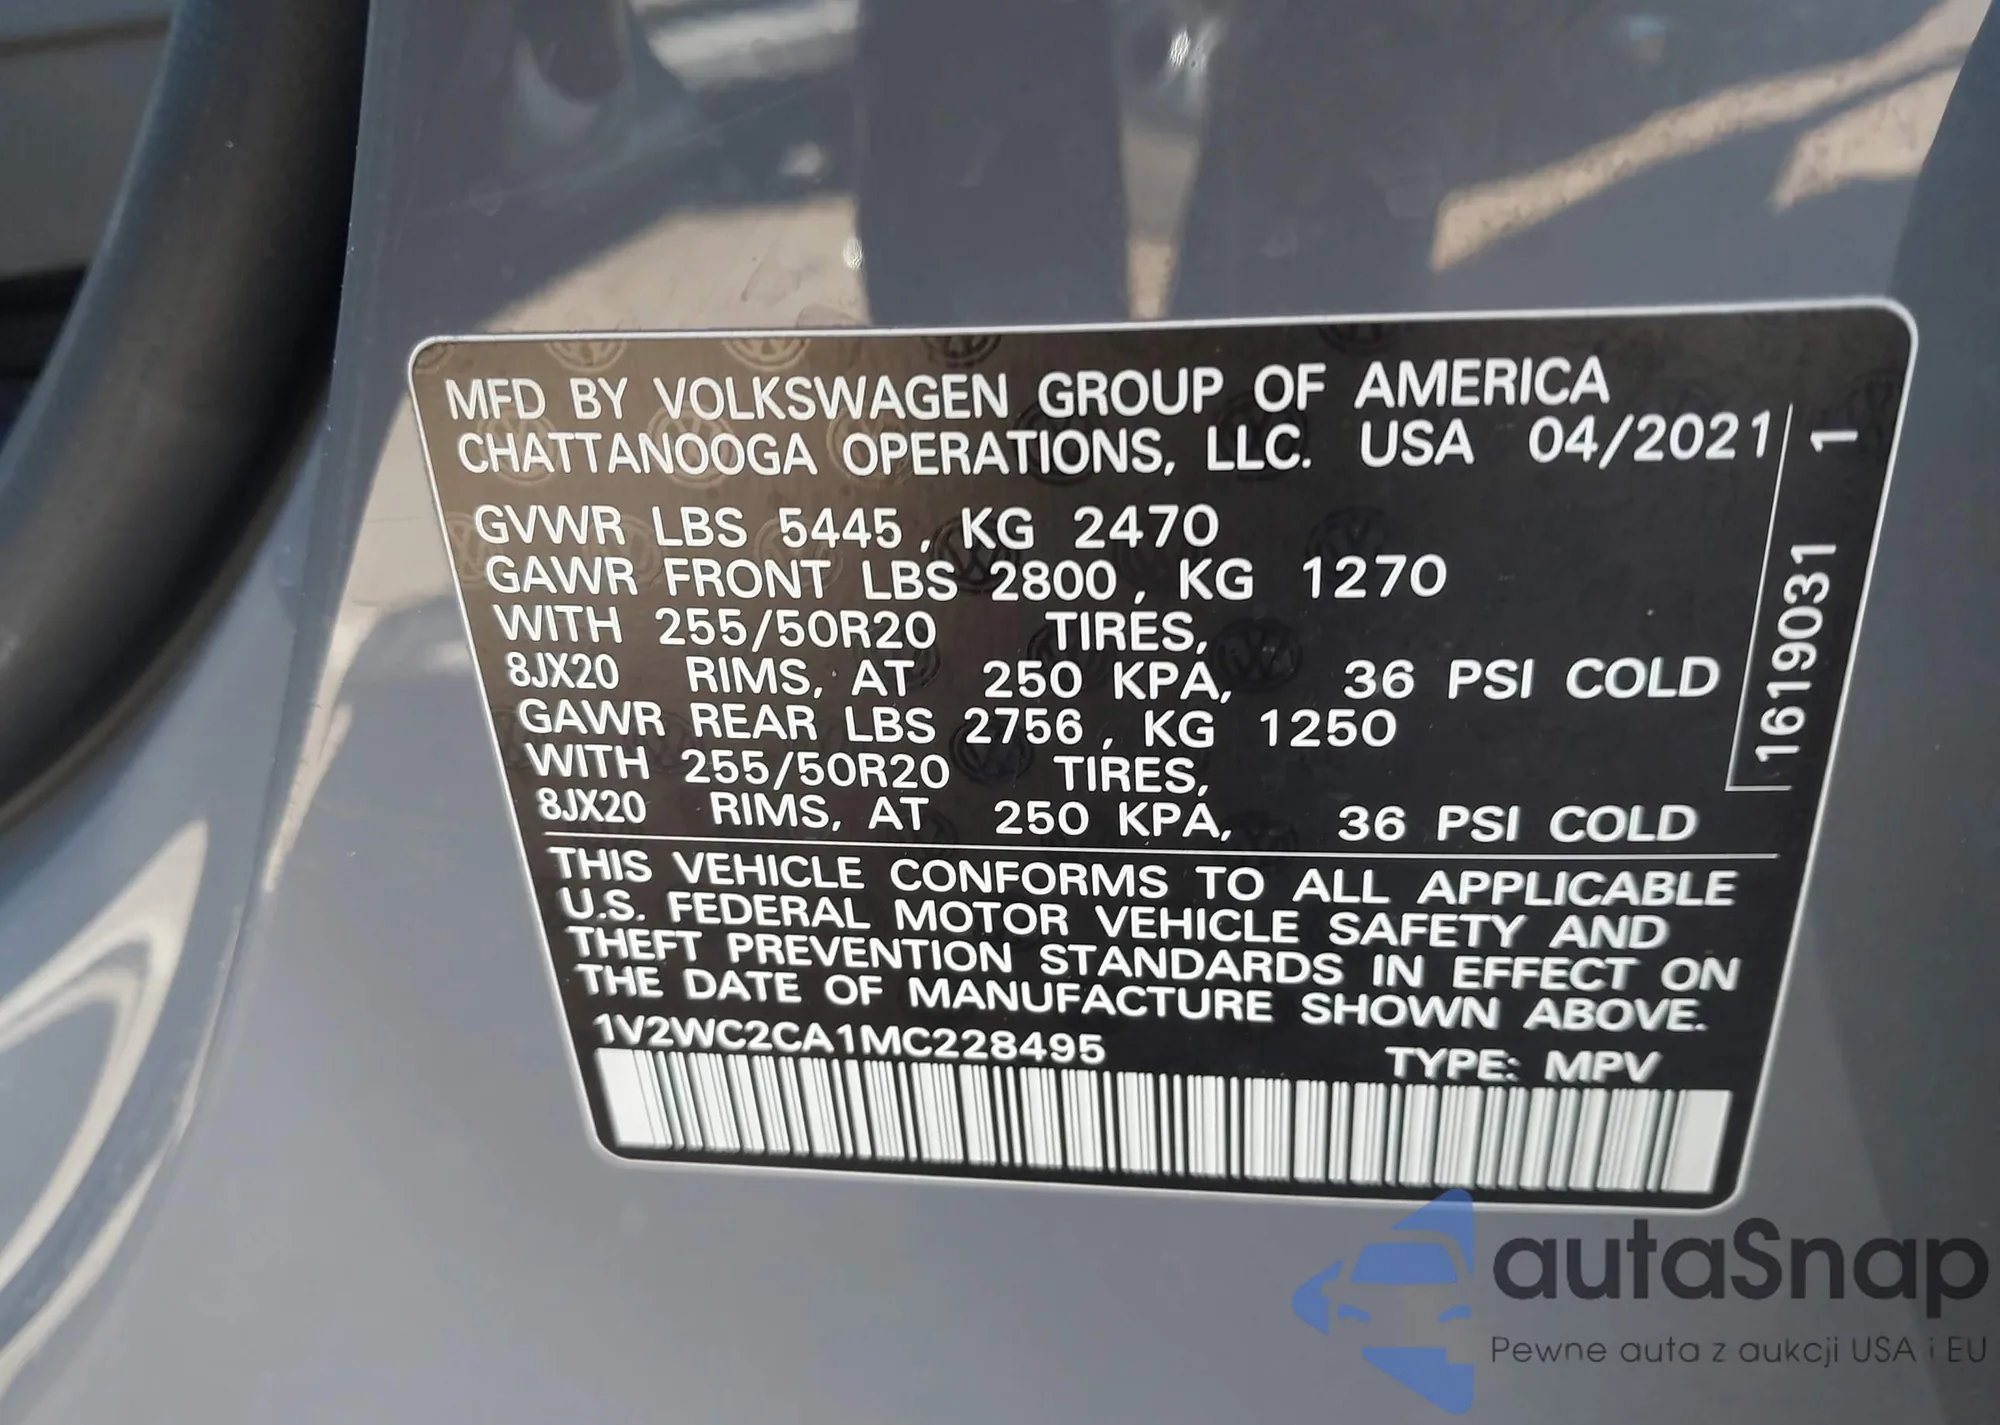 MFD BY VOLKSWAGEN GROUP OF AMERICA
CHATTANOOGA OPERATIONS, LLC. USA 04/2021
GVWR LBS 5445, KG 2470
GAWR FRONT LBS 2800, KG 1270
WITH 255/50R20 TIRES,
8JX20 RIMS, AT 250 KPA, 36 PSI COLD
GAWR REAR LBS 2756, KG 1250
WITH 255/50R20 TIRES,
8JX20 RIMS, AT 250 KPA, 36 PSI COLD
THIS VEHICLE CONFORMS TO ALL APPLICABLE
U.S. FEDERAL MOTOR VEHICLE SAFETY AND
THEFT PREVENTION STANDARDS IN EFFECT ON
THE DATE OF MANUFACTURE SHOWN ABOVE.
1V2WC2CA1MC228495
TYPE: MPV
1619031 1
autaSnap
Pewne auta z aukcji USA i EU